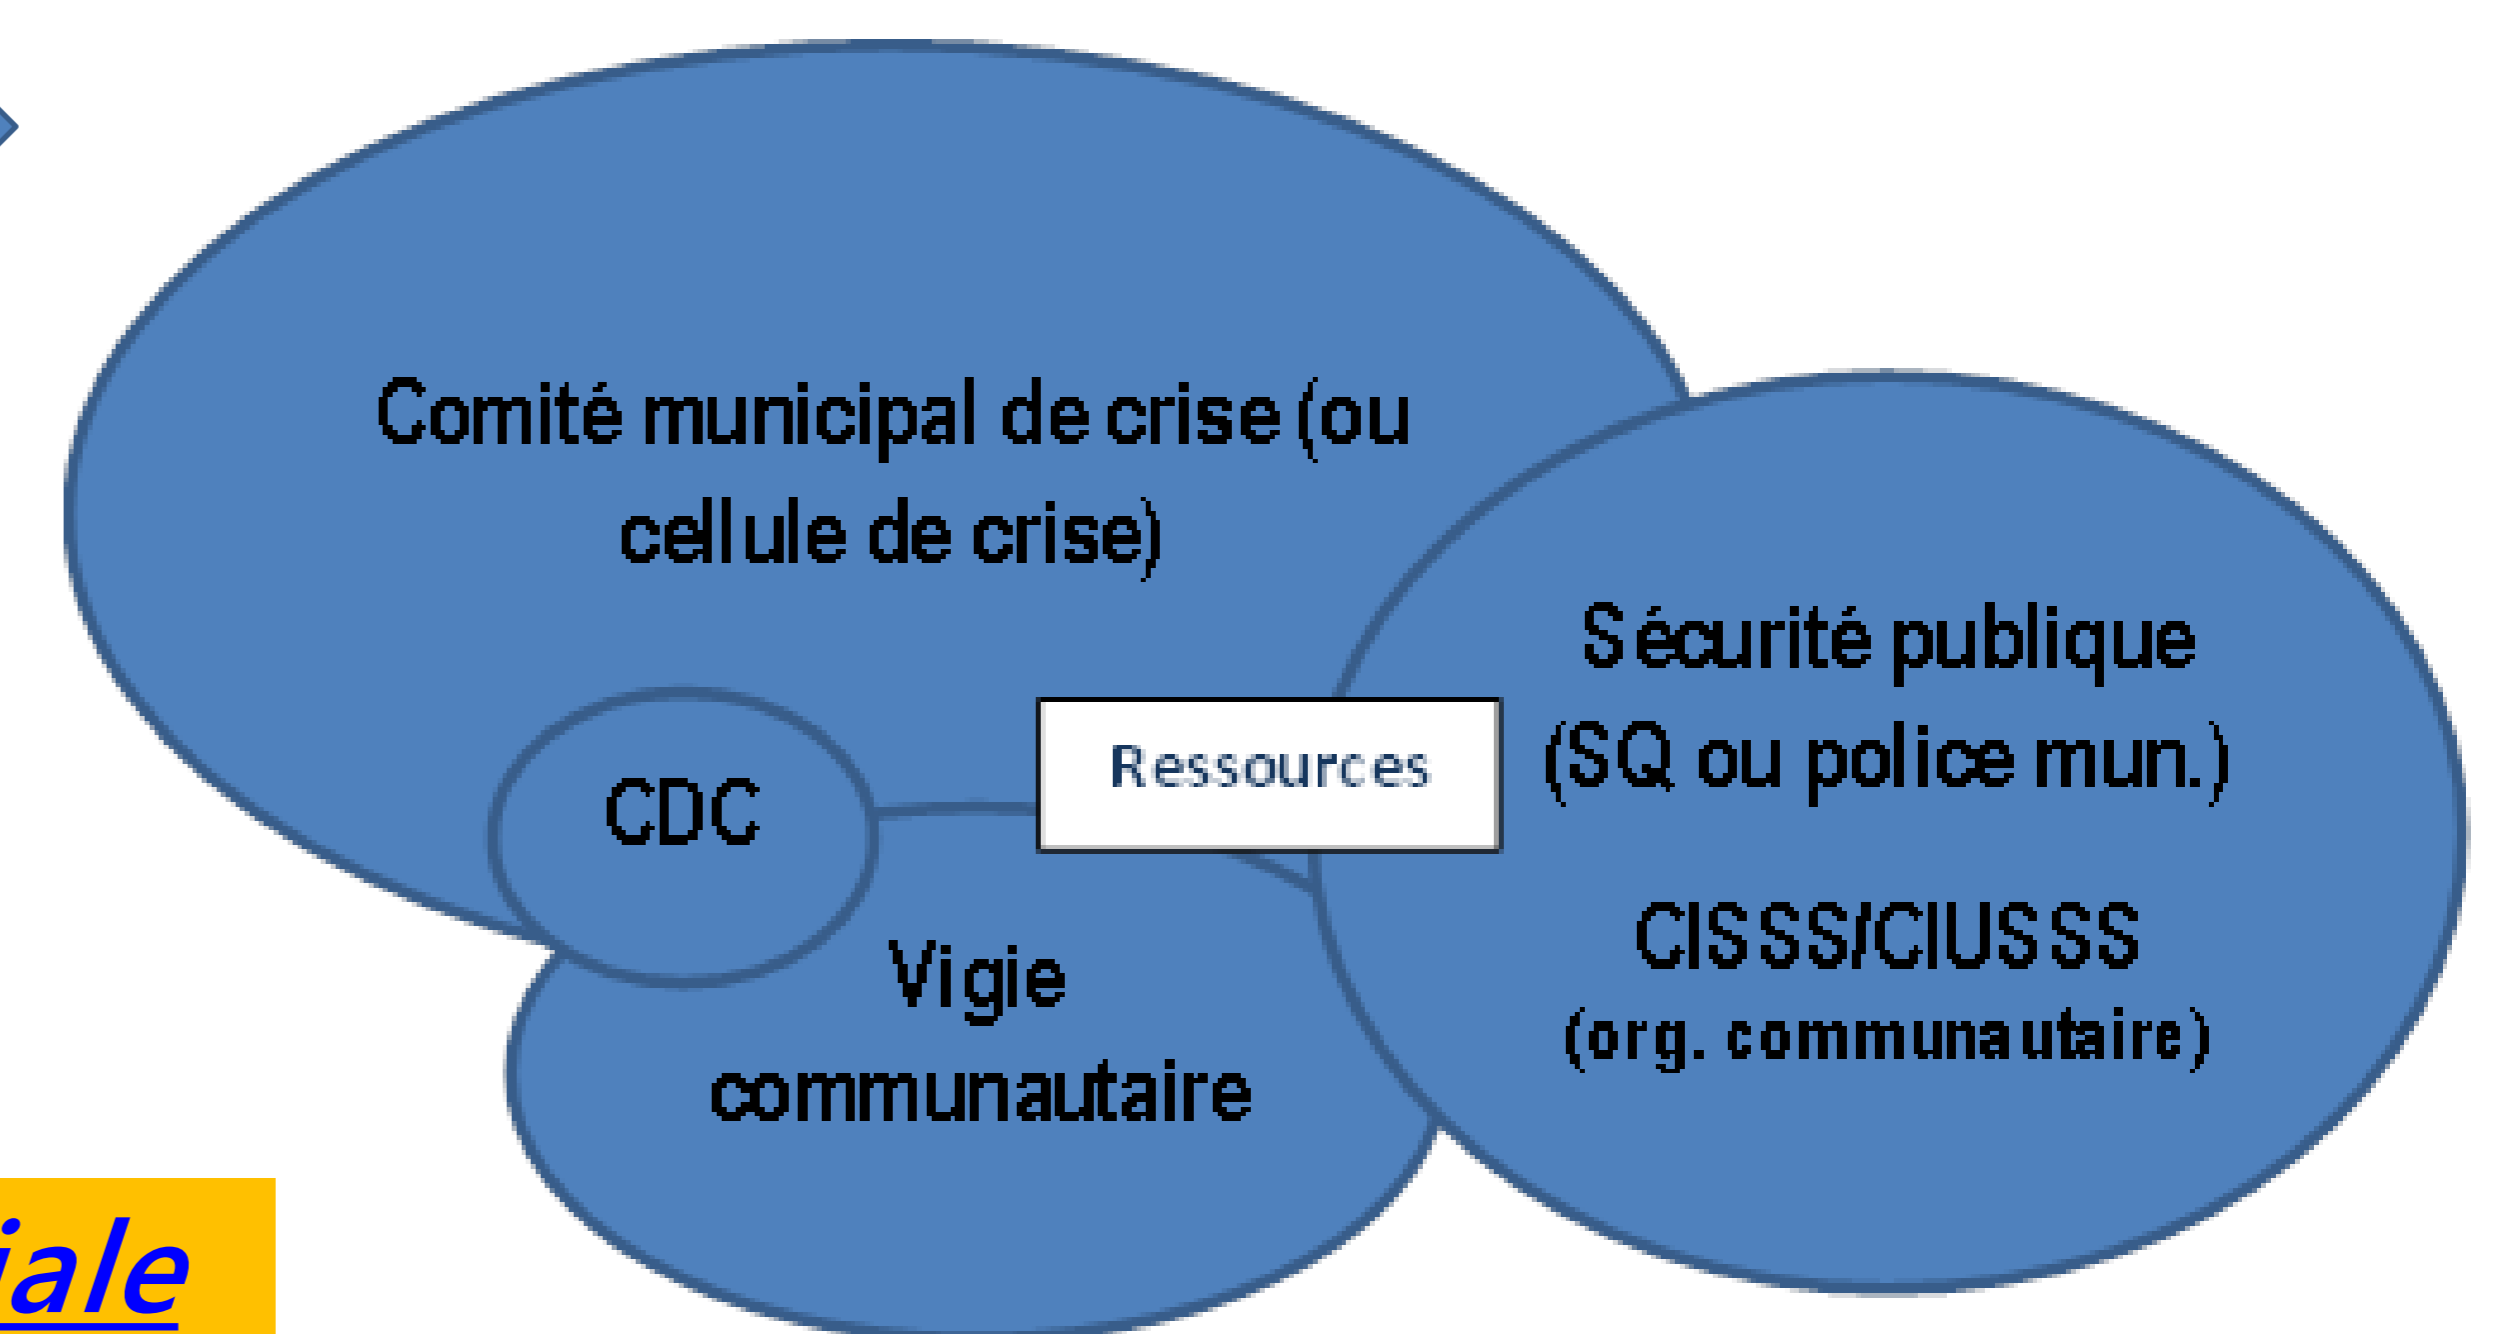 Comité municipal de crise (ou
cellule de crise)
Sécurité publique
(SQ ou police mun.)
CISSS/CIUSSS
(org. communautaire)
Ressources
CDC
Vigie
communautaire
iale